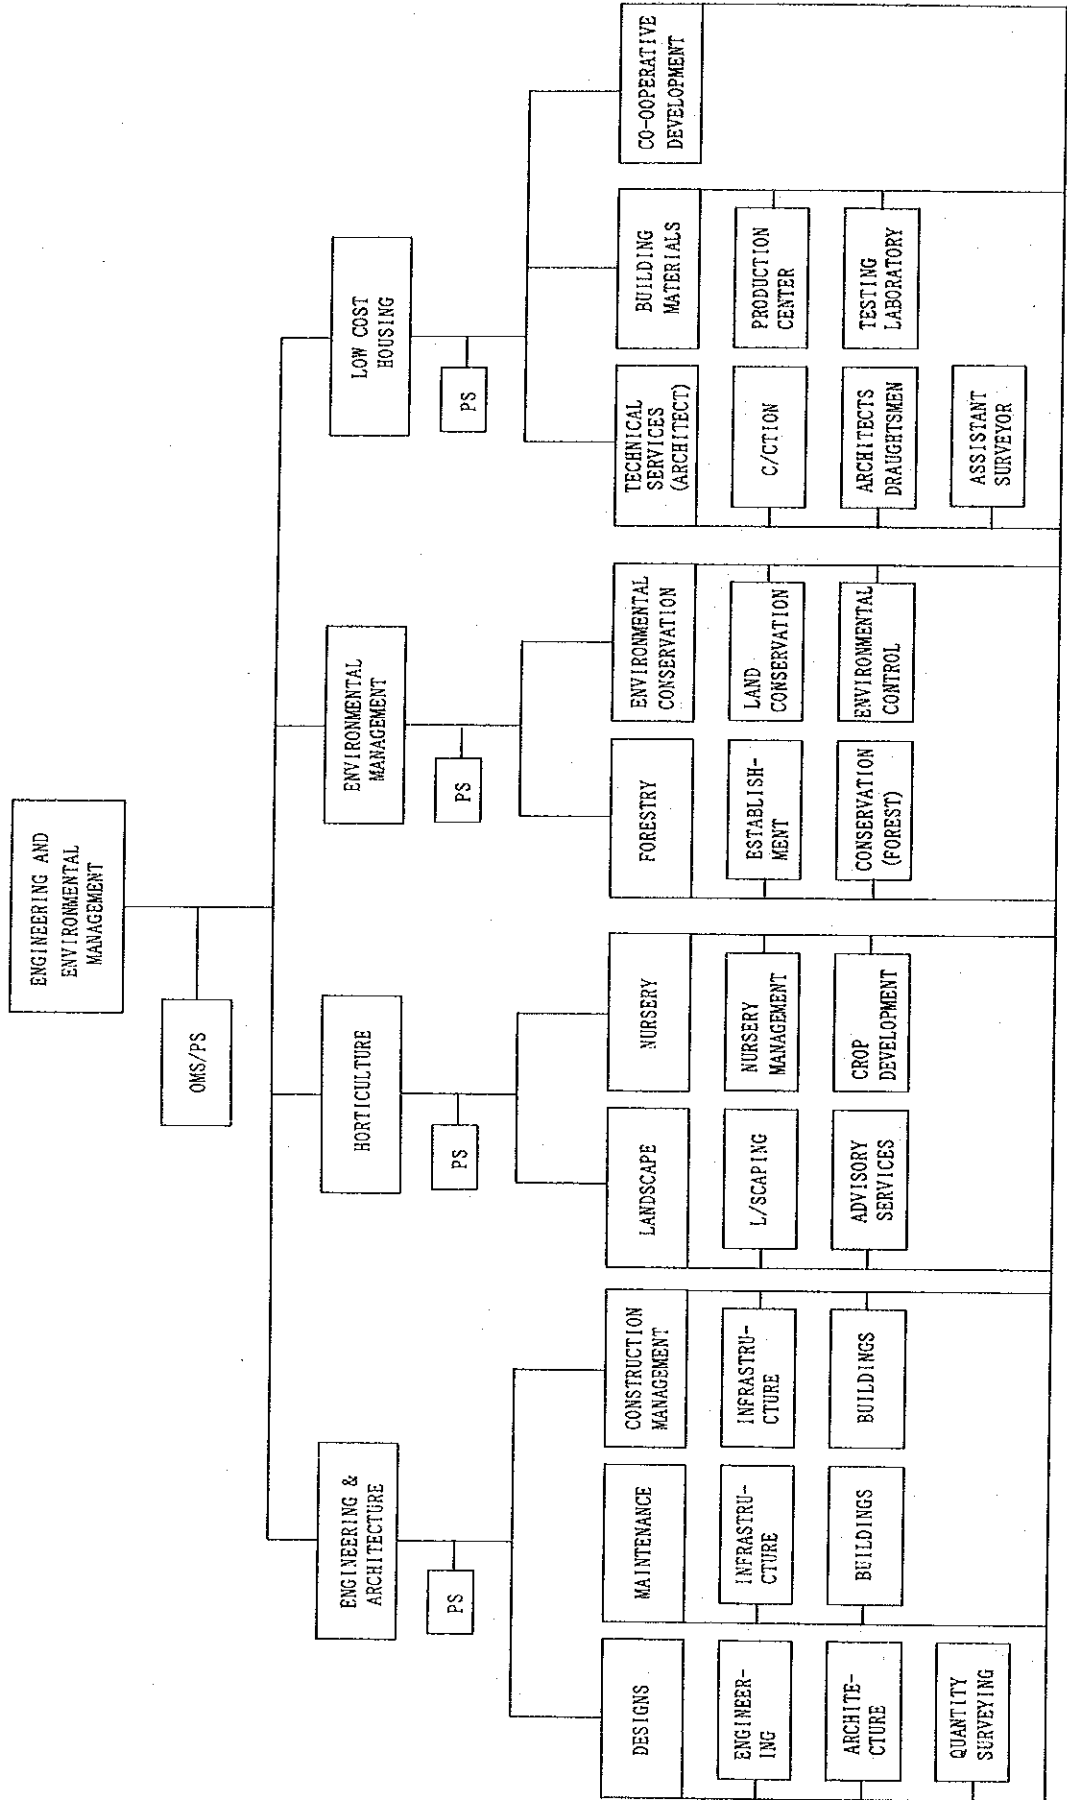 ENGINEERING AND
ENVIRONMENTAL
MANAGEMENT
OMS/PS
ENGINEERING &
ARCHITECTURE
HORTICULTURE
ENVIRONMENTAL
MANAGEMENT
LOW COST
HOUSING
PS
PS
PS
PS
DESIGNS
MAINTENANCE
CONSTRUCTION
MANAGEMENT
LANDSCAPE
NURSERY
FORESTRY
ENVIRONMENTAL
CONSERVATION
TECHNICAL
SERVICES
(ARCHITECT)
BUILDING
MATERIALS
CO-OOPERATIVE
DEVELOPMENT
ENGINEER-
ING
INFRASTRU-
CTURE
INFRASTRU-
CTURE
L/SCAPING
NURSERY
MANAGEMENT
ESTABLISH-
MENT
LAND
CONSERVATION
C/CTION
PRODUCTION
CENTER
ARCHITE-
CTURE
BUILDINGS
BUILDINGS
ADVISORY
SERVICES
CROP
DEVELOPMENT
CONSERVATION
(FOREST)
ENVIRONMENTAL
CONTROL
ARCHITECTS
DRAUGHTSMEN
TESTING
LABORATORY
QUANTITY
SURVEYING
ASSISTANT
SURVEYOR